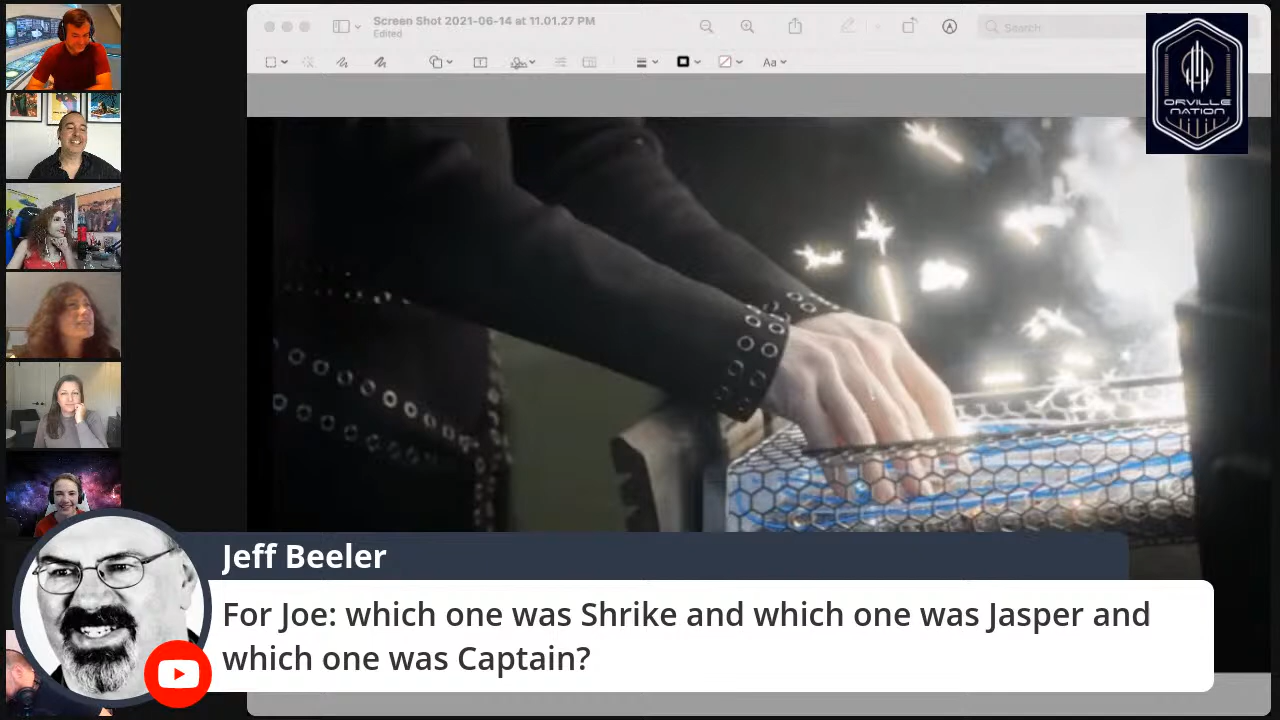 Screen Shot 2021-06-14 at 11.01.27 PM
Edited
Search
Aa
ORVILLE
NATION
Jeff Beeler
For Joe: which one was Shrike and which one was Jasper and
which one was Captain?